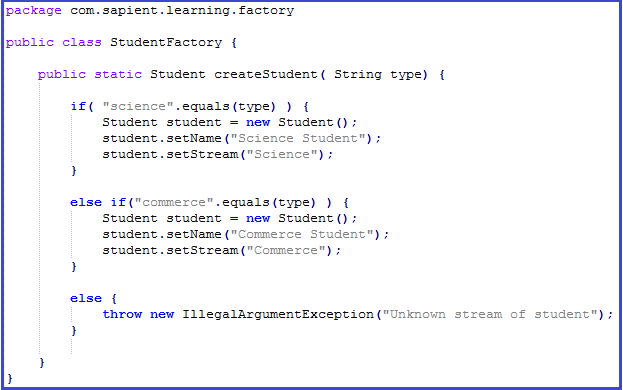 package com.sapient.learning.factory
public class StudentFactory {
public static Student createStudent( String type) {
if( "science".equals(type) ) {
Student student = new Student();
student.setName("Science Student");
student.setStream("Science");
}
else if("commerce".equals(type) ) {
Student student = new Student();
student.setName("Commerce Student");
student.setStream("Commerce");
}
else {
throw new IllegalArgumentException("Unknown stream of student");
}
}
}